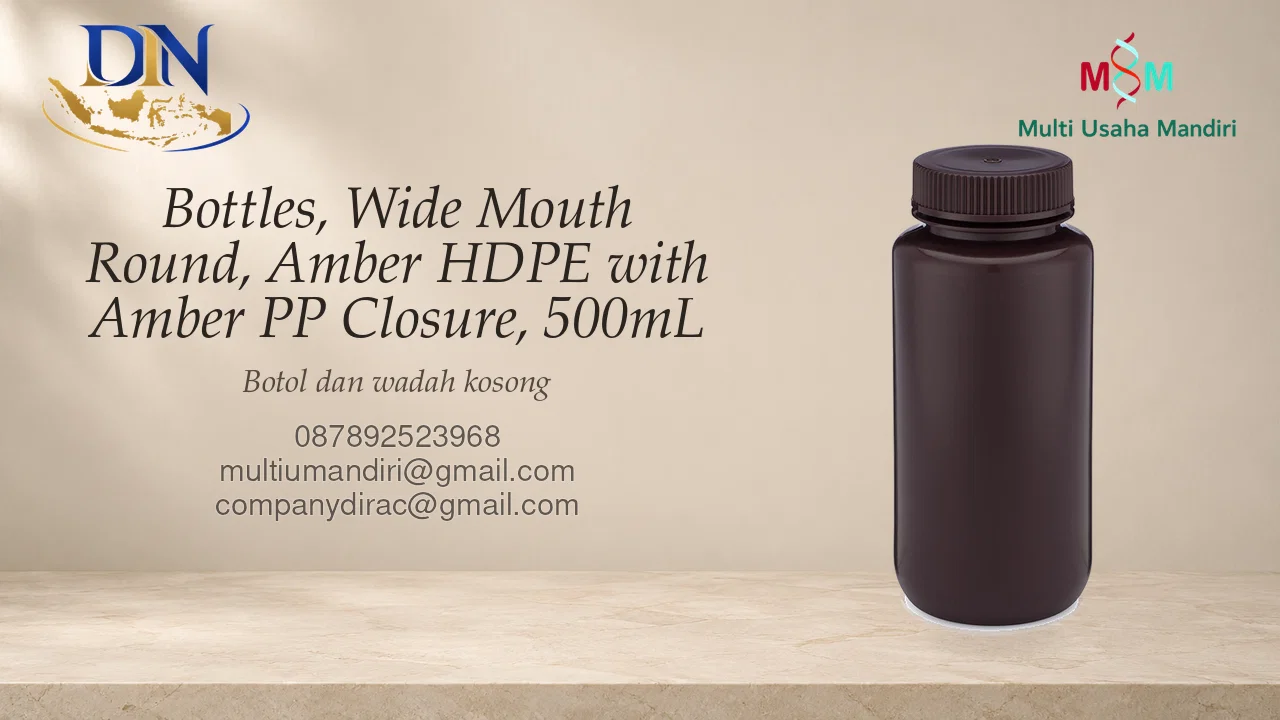 DN
MSM
Multi Usaha Mandiri
Bottles, Wide Mouth
Round, Amber HDPE with
Amber PP Closure, 500mL
Botol dan wadah kosong
087892523968
multiumandiri@gmail.com
companydirac@gmail.com